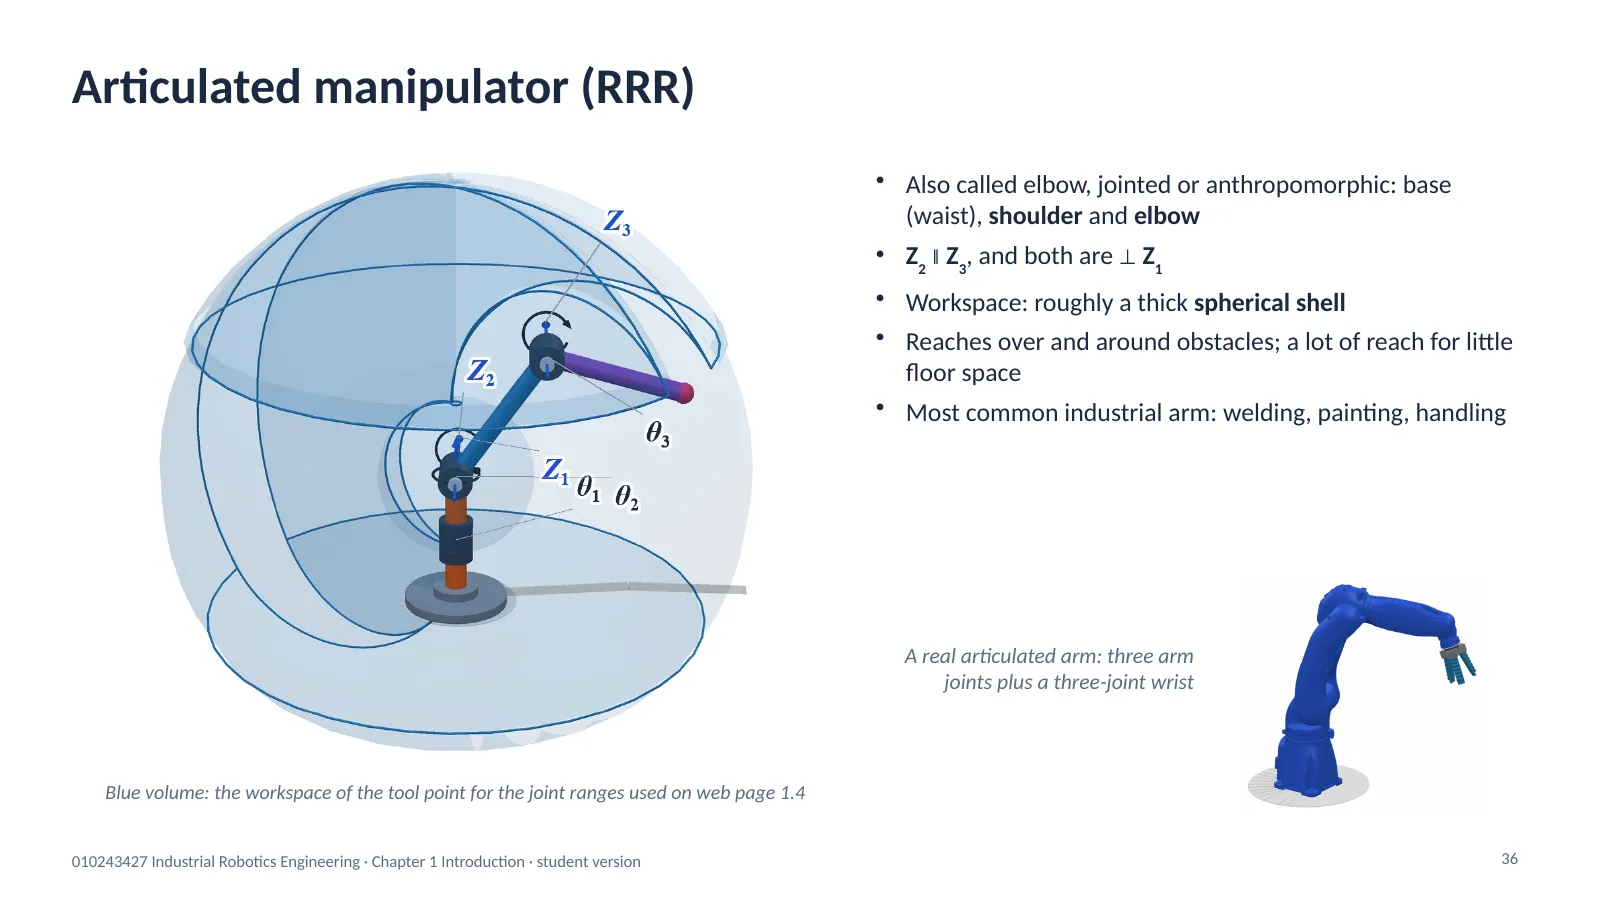 Articulated manipulator (RRR)
Z3
Z2
θ3
Z1
θ1
θ2
• Also called elbow, jointed or anthropomorphic: base
(waist), shoulder and elbow
• Z2 ∥ Z3, and both are ⊥ Z1
• Workspace: roughly a thick spherical shell
• Reaches over and around obstacles; a lot of reach for little
floor space
• Most common industrial arm: welding, painting, handling
A real articulated arm: three arm
joints plus a three-joint wrist
Blue volume: the workspace of the tool point for the joint ranges used on web page 1.4
010243427 Industrial Robotics Engineering · Chapter 1 Introduction · student version
36